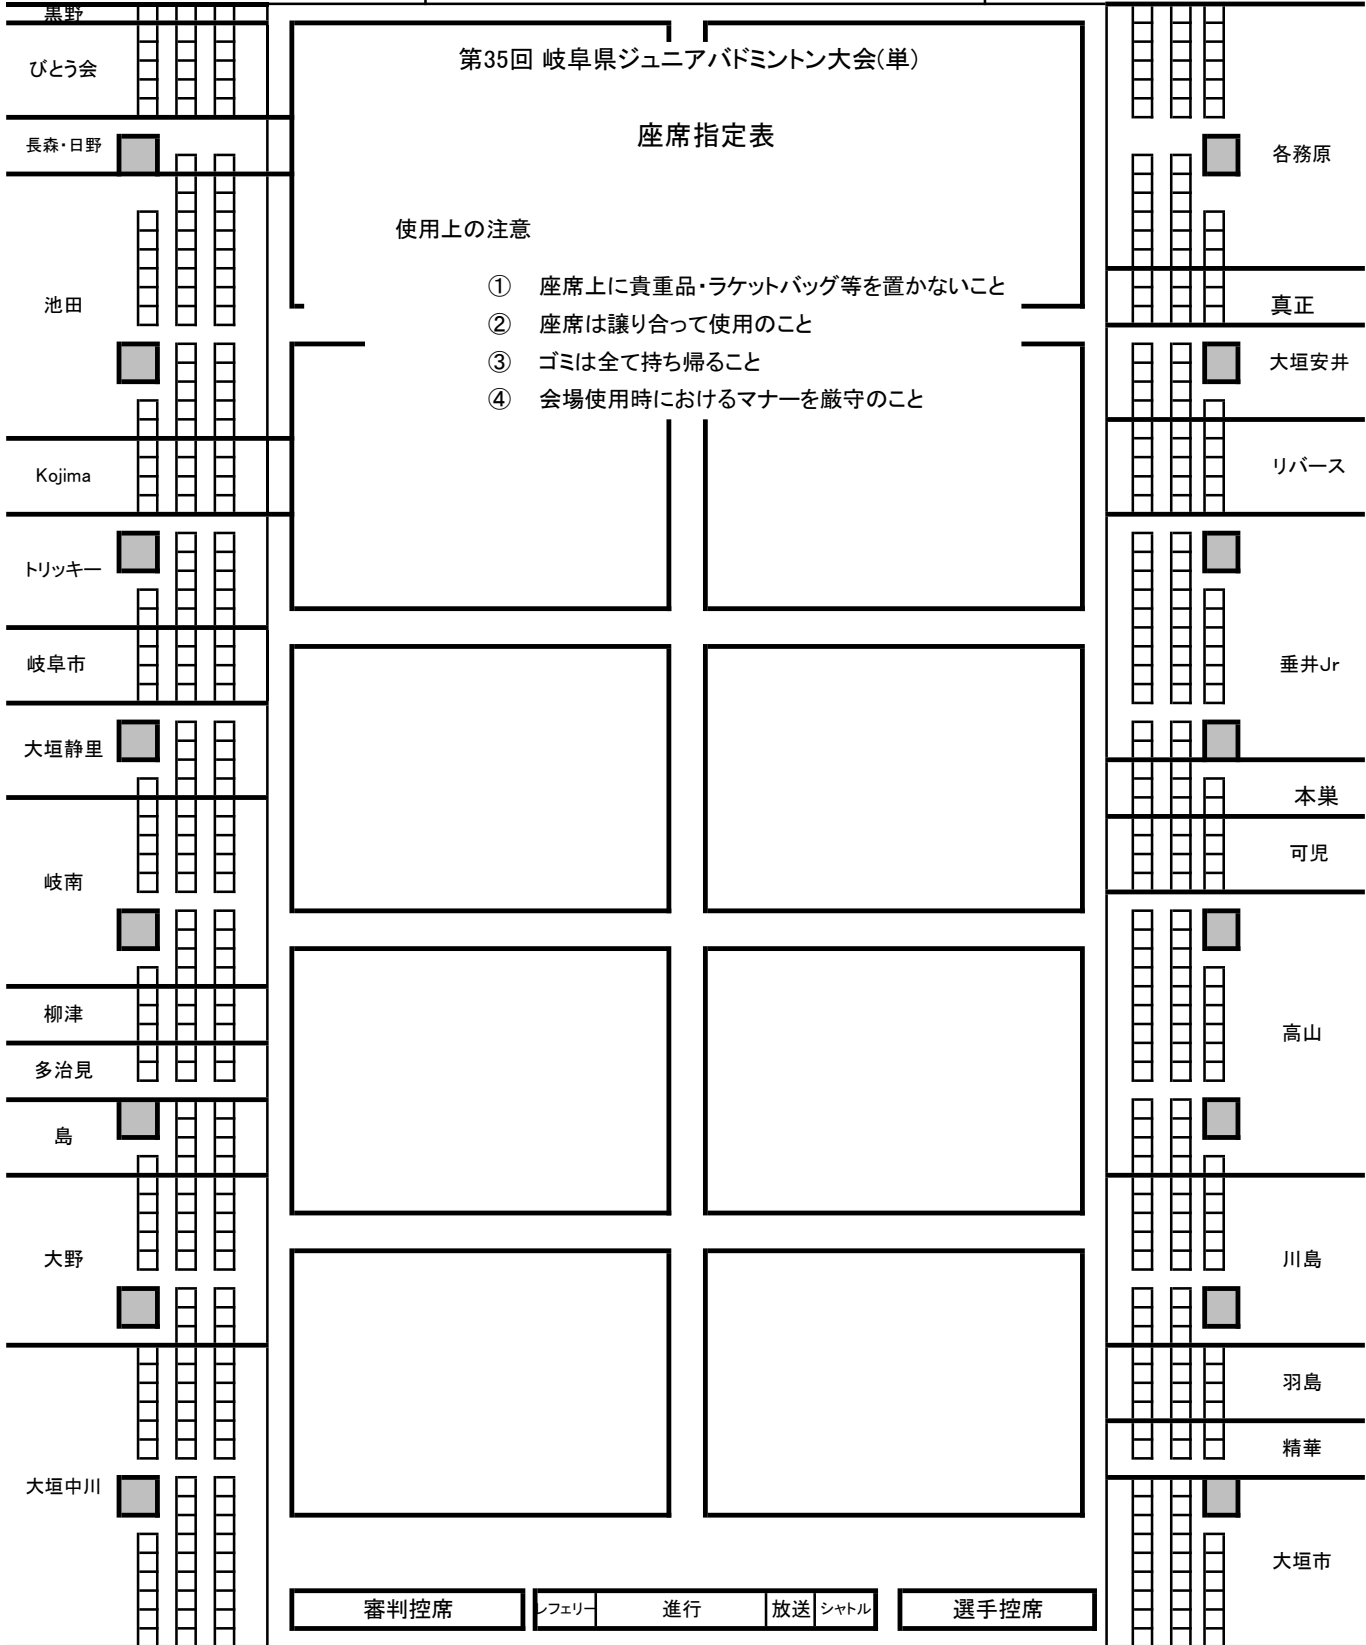 第35回 岐阜県ジュニアバドミントン大会(単)
座席指定表
使用上の注意
① 座席上に貴重品・ラケットバッグ等を置かないこと
② 座席は譲り合って使用のこと
③ ゴミは全て持ち帰ること
④ 会場使用時におけるマナーを厳守のこと
黒野
びとう会
長森・日野
池田
Kojima
トリッキー
岐阜市
大垣静里
岐南
柳津
多治見
島
大野
大垣中川
各務原
真正
大垣安井
リバース
垂井Jr
本巣
可児
高山
川島
羽島
精華
大垣市
審判控席
レフェリー
進行
放送
シャトル
選手控席